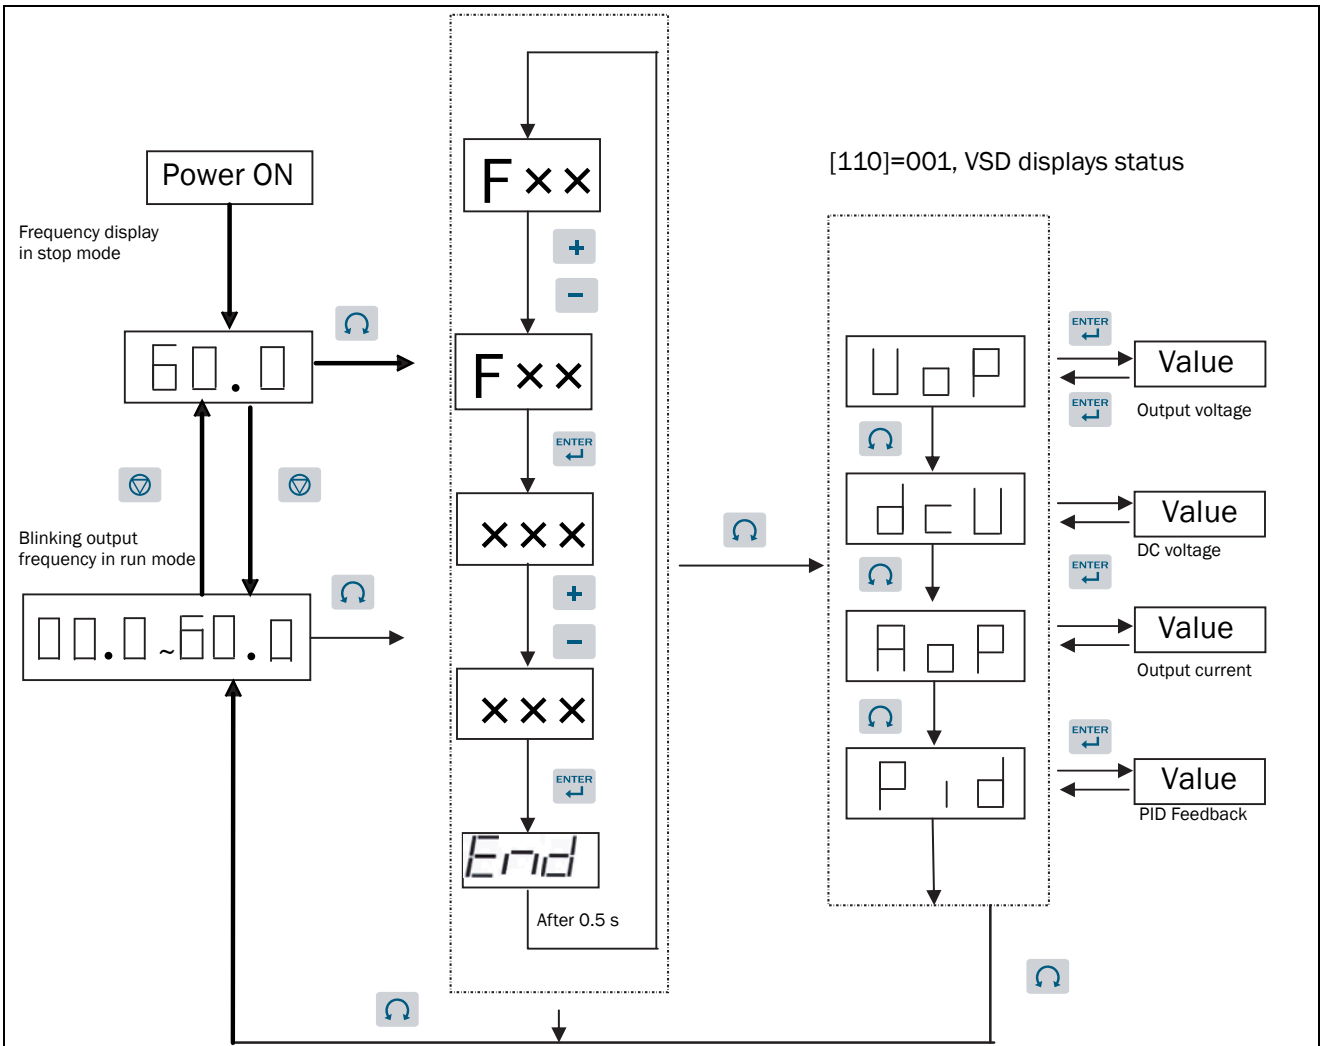 [110]=001, VSD displays status
Power ON
Frequency display
in stop mode
60.0
Blinking output
frequency in run mode
00.0 ~60.0
F××
+
−
F××
ENTER
×××
+
−
×××
ENTER
End
After 0.5 s
UoP
ENTER
ENTER
Value
Output voltage
dcU
Value
DC voltage
ENTER
AoP
Value
Output current
Pid
ENTER
Value
PID Feedback